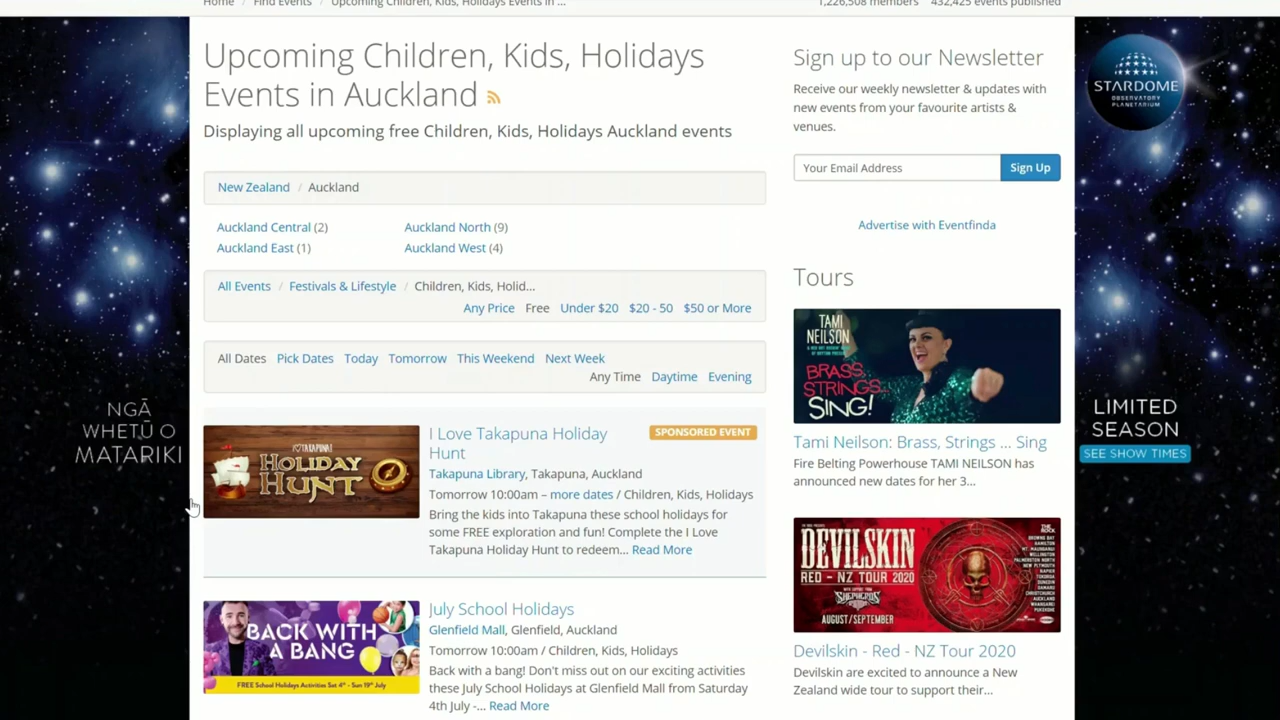 Home / Find Events / Upcoming Children, Kids, Holidays Events in ...
1,226,508 members 432,425 events published
Upcoming Children, Kids, Holidays
Events in Auckland
Displaying all upcoming free Children, Kids, Holidays Auckland events
New Zealand / Auckland
Auckland Central (2) Auckland North (9)
Auckland East (1) Auckland West (4)
All Events / Festivals & Lifestyle / Children, Kids, Holid...
Any Price Free Under $20 $20 - 50 $50 or More
All Dates Pick Dates Today Tomorrow This Weekend Next Week
Any Time Daytime Evening
I Love Takapuna Holiday
Hunt
SPONSORED EVENT
Takapuna Library, Takapuna, Auckland
Tomorrow 10:00am – more dates / Children, Kids, Holidays
Bring the kids into Takapuna these school holidays for
some FREE exploration and fun! Complete the I Love
Takapuna Holiday Hunt to redeem... Read More
TAKAPUNA!
HOLIDAY
HUNT
July School Holidays
Glenfield Mall, Glenfield, Auckland
Tomorrow 10:00am / Children, Kids, Holidays
Back with a bang! Don't miss out on our exciting activities
these July School Holidays at Glenfield Mall from Saturday
4th July -... Read More
BACK WITH
A BANG
FREE School Holidays Activities Sat 4th - Sun 19th July
Sign up to our Newsletter
Receive our weekly newsletter & updates with
new events from your favourite artists &
venues.
Your Email Address Sign Up
Advertise with Eventfinda
Tours
TAMI
NEILSON
BRASS,
STRINGS...
SING!
Tami Neilson: Brass, Strings ... Sing
Fire Belting Powerhouse TAMI NEILSON has
announced new dates for her 3...
DEVILSKIN
RED - NZ TOUR 2020
AUGUST/SEPTEMBER
THE ROCK
Devilskin - Red - NZ Tour 2020
Devilskin are excited to announce a New
Zealand wide tour to support their...
NGĀ
WHETŪ O
MATARIKI
STARDOME
OBSERVATORY
PLANETARIUM
LIMITED
SEASON
SEE SHOW TIMES